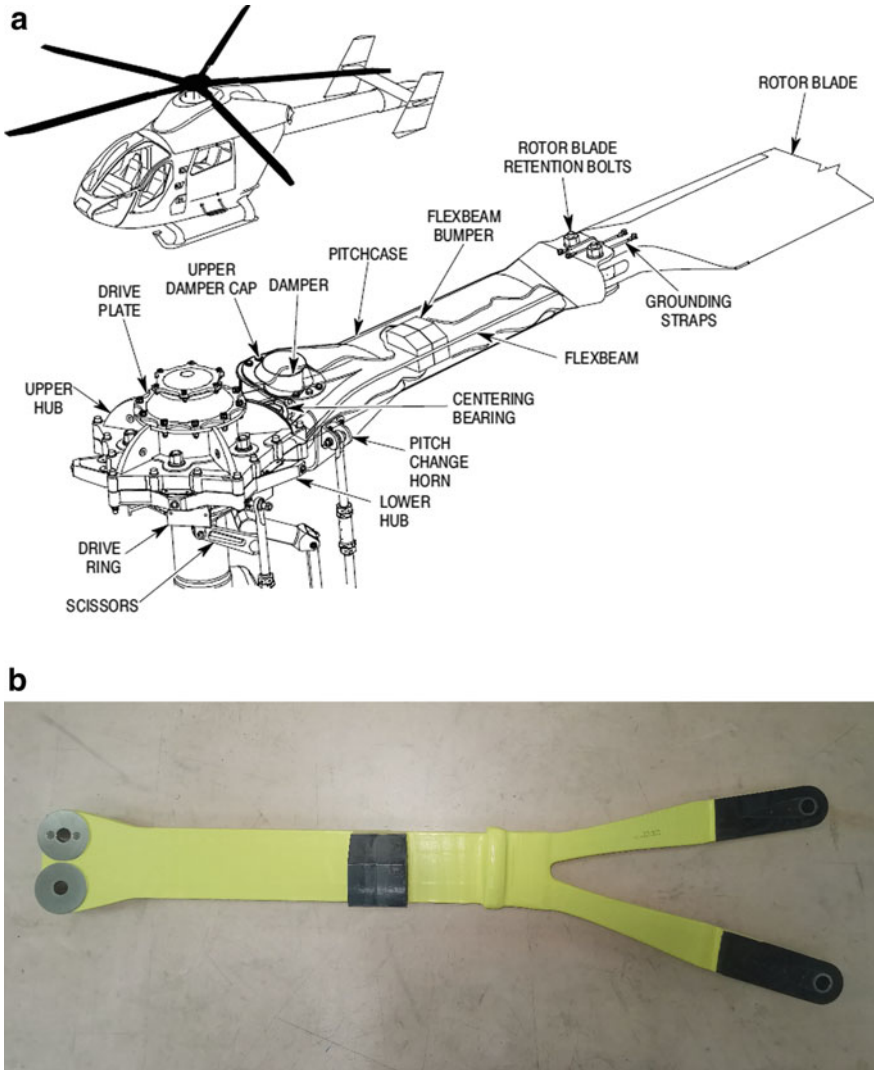 a
ROTOR BLADE
ROTOR BLADE
RETENTION BOLTS
FLEXBEAM
BUMPER
PITCHCASE
UPPER
DAMPER CAP
DAMPER
DRIVE
PLATE
GROUNDING
STRAPS
FLEXBEAM
UPPER
HUB
CENTERING
BEARING
PITCH
CHANGE
HORN
LOWER
HUB
DRIVE
RING
SCISSORS
b